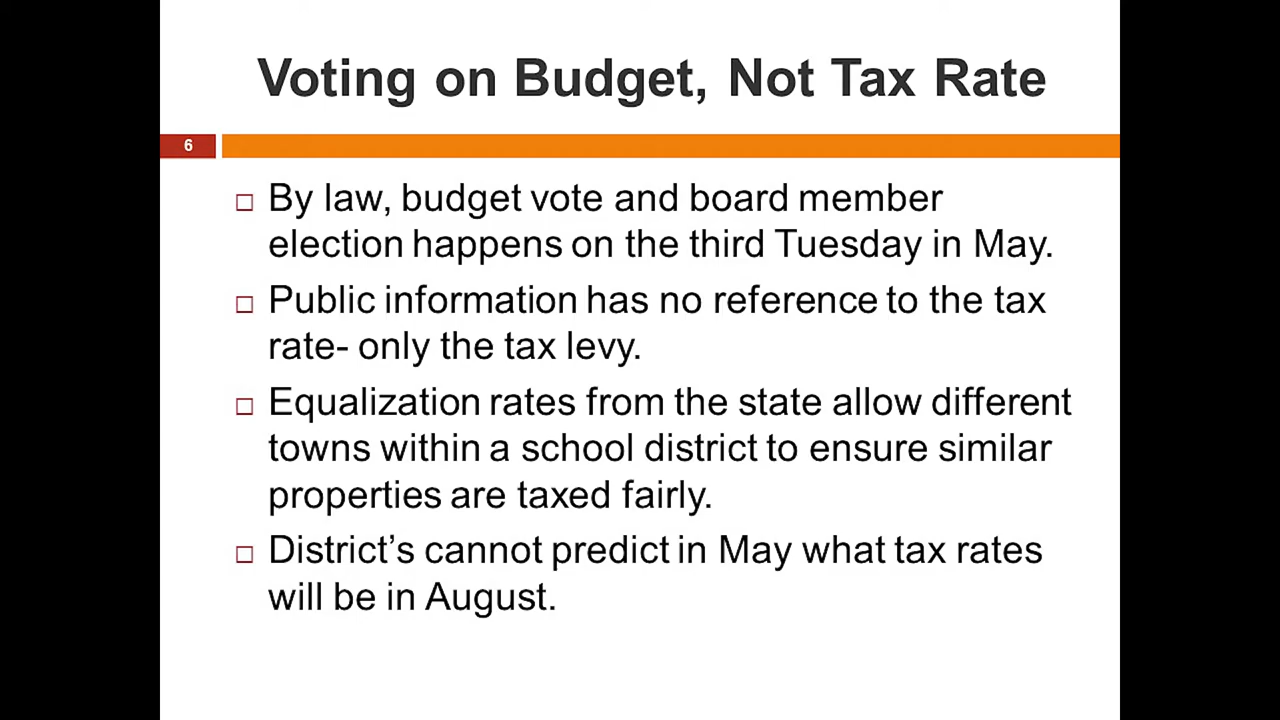 Voting on Budget, Not Tax Rate
6
By law, budget vote and board member
election happens on the third Tuesday in May.
Public information has no reference to the tax
rate- only the tax levy.
Equalization rates from the state allow different
towns within a school district to ensure similar
properties are taxed fairly.
District’s cannot predict in May what tax rates
will be in August.